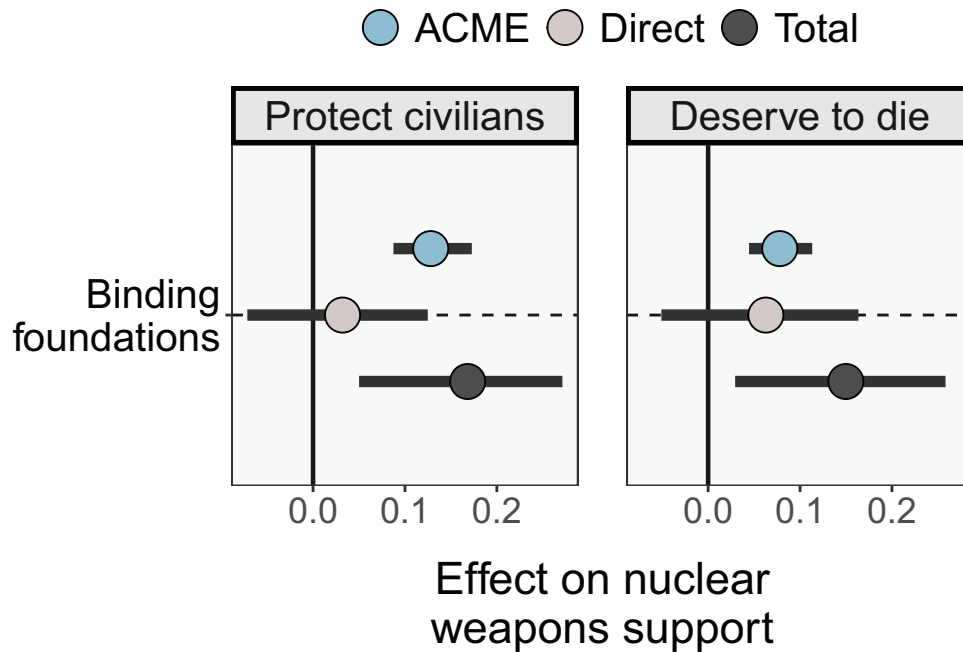 ACME Direct Total
Protect civilians
Deserve to die
Binding
foundations
0.0 0.1 0.2
0.0 0.1 0.2
Effect on nuclear
weapons support